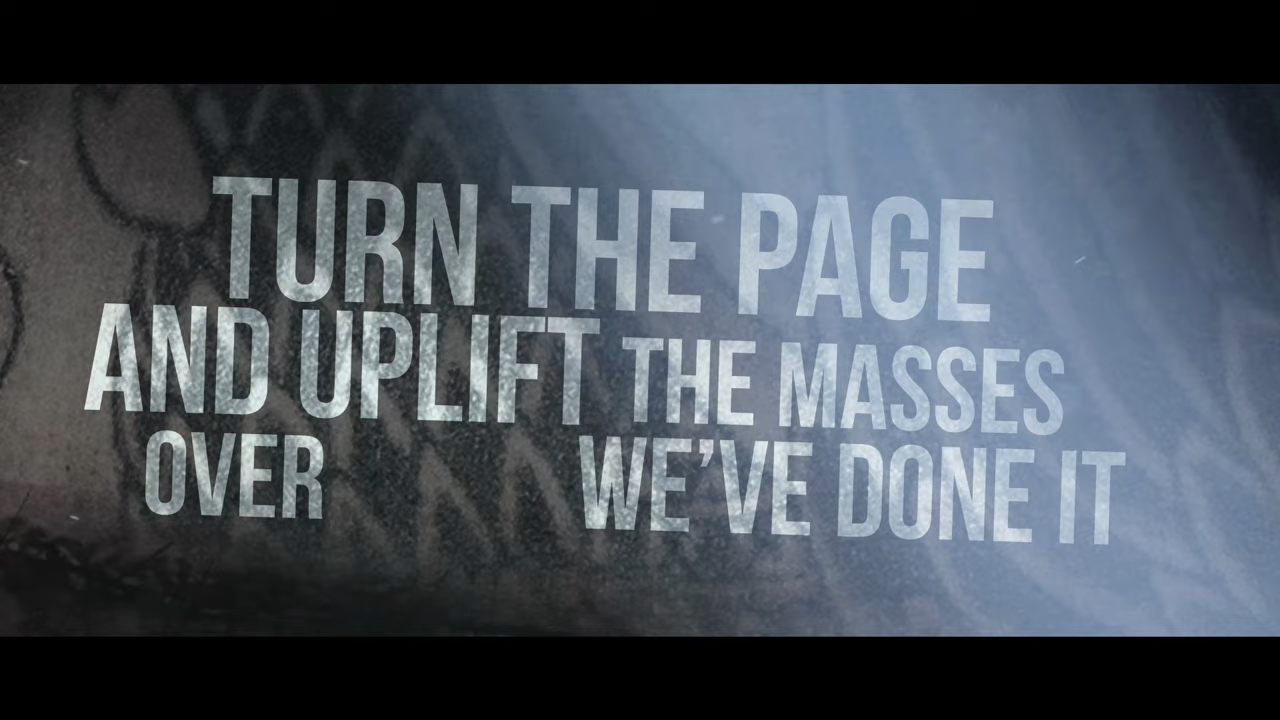 TURN THE PAGE
AND UPLIFT THE MASSES
OVER WE'VE DONE IT